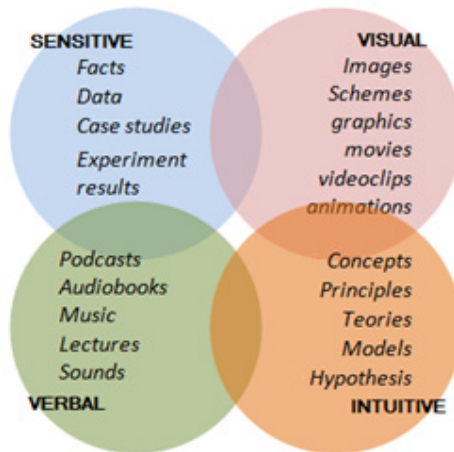 SENSITIVE
Facts
Data
Case studies
Experiment
results
VISUAL
Images
Schemes
graphics
movies
videoclips
animations
Podcasts
Audiobooks
Music
Lectures
Sounds
VERBAL
Concepts
Principles
Teories
Models
Hypothesis
INTUITIVE